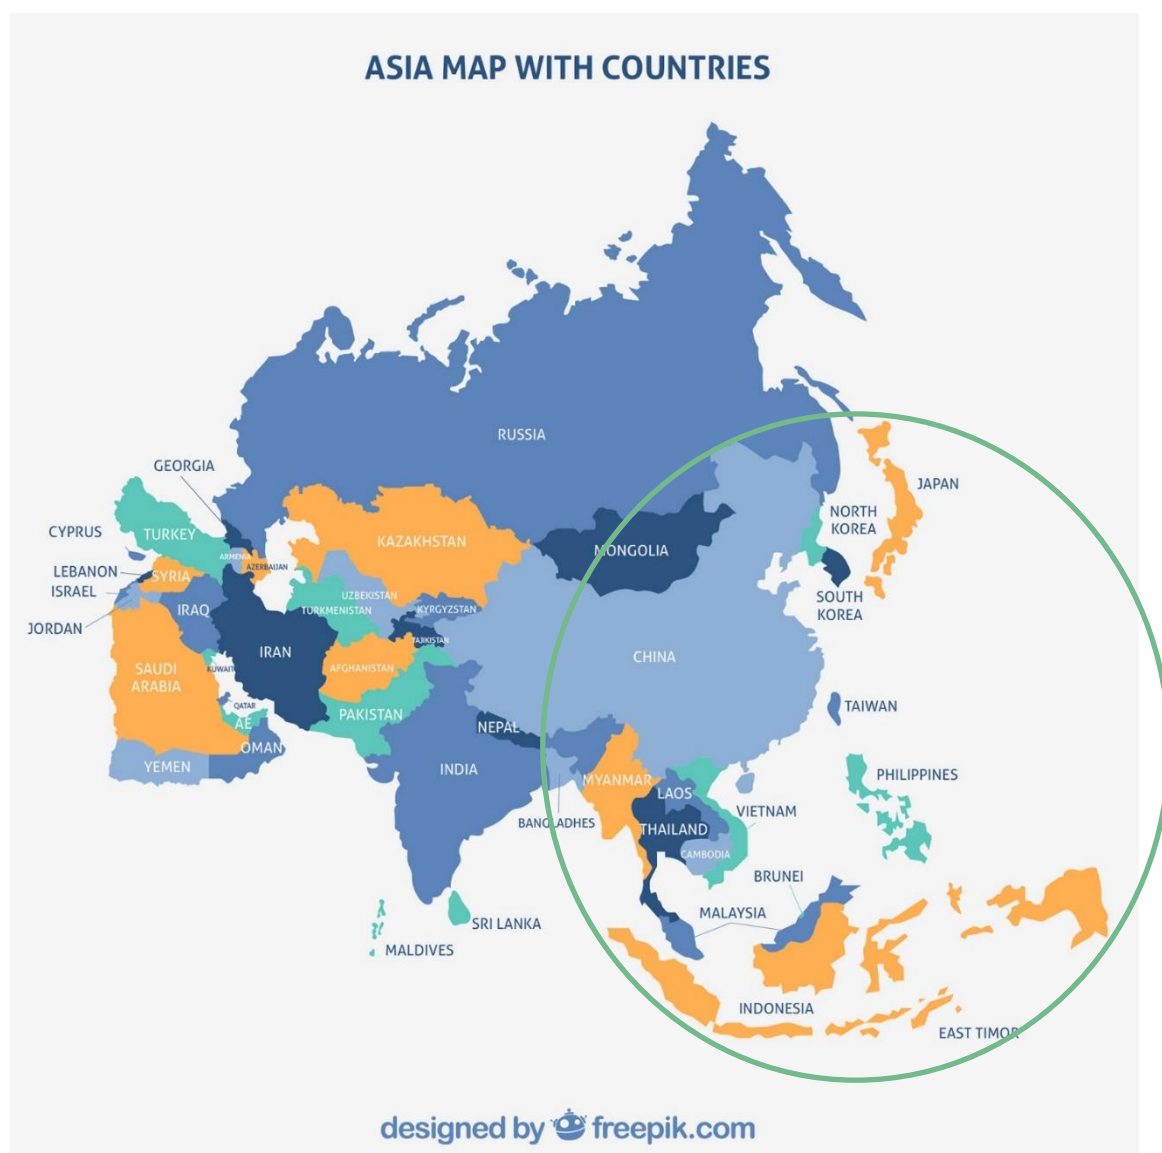 ASIA MAP WITH COUNTRIES
RUSSIA
GEORGIA
JAPAN
CYPRUS
TURKEY
KAZAKHSTAN
NORTH
KOREA
MONGOLIA
ARMENIA
AZERBAIJAN
LEBANON
SYRIA
ISRAEL
UZBEKISTAN
TURKMENISTAN
KYRGYZSTAN
SOUTH
KOREA
IRAQ
JORDAN
TAJIKISTAN
IRAN
CHINA
SAUDI
ARABIA
KUWAIT
AFGHANISTAN
QATAR
TAIWAN
PAKISTAN
AE
NEPAL
OMAN
YEMEN
INDIA
MYANMAR
PHILIPPINES
LAOS
VIETNAM
BANGLADHES
THAILAND
CAMBODIA
BRUNEI
MALAYSIA
SRI LANKA
MALDIVES
INDONESIA
EAST TIMOR
designed by freepik.com